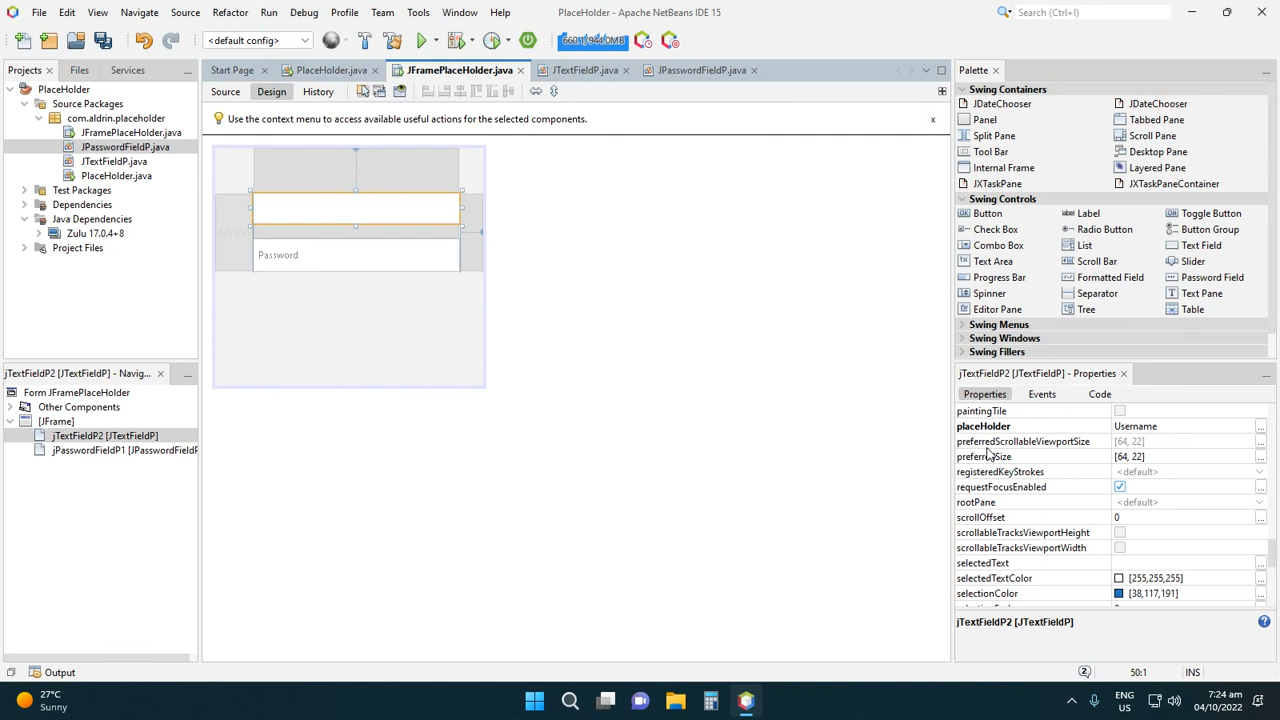 File Edit View Navigate Source Refactor Run Debug Profile Team Tools Window Help PlaceHolder - Apache NetBeans IDE 15 Search (Ctrl+I)
<default config>
Projects Files Services
Start Page PlaceHolder.java JFramePlaceHolder.java JTextFieldP.java JPasswordFieldP.java
Source Design History
Use the context menu to access available useful actions for the selected components. x
PlaceHolder
Source Packages
com.aldrin.placeholder
JFramePlaceHolder.java
JPasswordFieldP.java
JTextFieldP.java
PlaceHolder.java
Test Packages
Dependencies
Java Dependencies
Zulu 17.0.4+8
Project Files
Password
jTextFieldP2 [JTextFieldP] - Navig...
Form JFramePlaceHolder
Other Components
[JFrame]
jTextFieldP2 [JTextFieldP]
jPasswordFieldP1 [JPasswordFieldP
Output
Palette
Swing Containers
JDateChooser JDateChooser
Panel Tabbed Pane
Split Pane Scroll Pane
Tool Bar Desktop Pane
Internal Frame Layered Pane
JXTaskPane JXTaskPaneContainer
Swing Controls
Button Label Toggle Button
Check Box Radio Button Button Group
Combo Box List Text Field
Text Area Scroll Bar Slider
Progress Bar Formatted Field Password Field
Spinner Separator Text Pane
Editor Pane Tree Table
Swing Menus
Swing Windows
Swing Fillers
jTextFieldP2 [JTextFieldP] - Properties
Properties Events Code
paintingTile
placeHolder Username ...
preferredScrollableViewportSize [64, 22] ...
preferredSize [64, 22] ...
registeredKeyStrokes <default>
requestFocusEnabled ...
rootPane <default>
scrollOffset 0 ...
scrollableTracksViewportHeight
scrollableTracksViewportWidth
selectedText ...
selectedTextColor [255,255,255] ...
selectionColor [38,117,191] ...
jTextFieldP2 [JTextFieldP]
2 50:1 INS
27°C
Sunny
ENG
US
7:24 am
04/10/2022